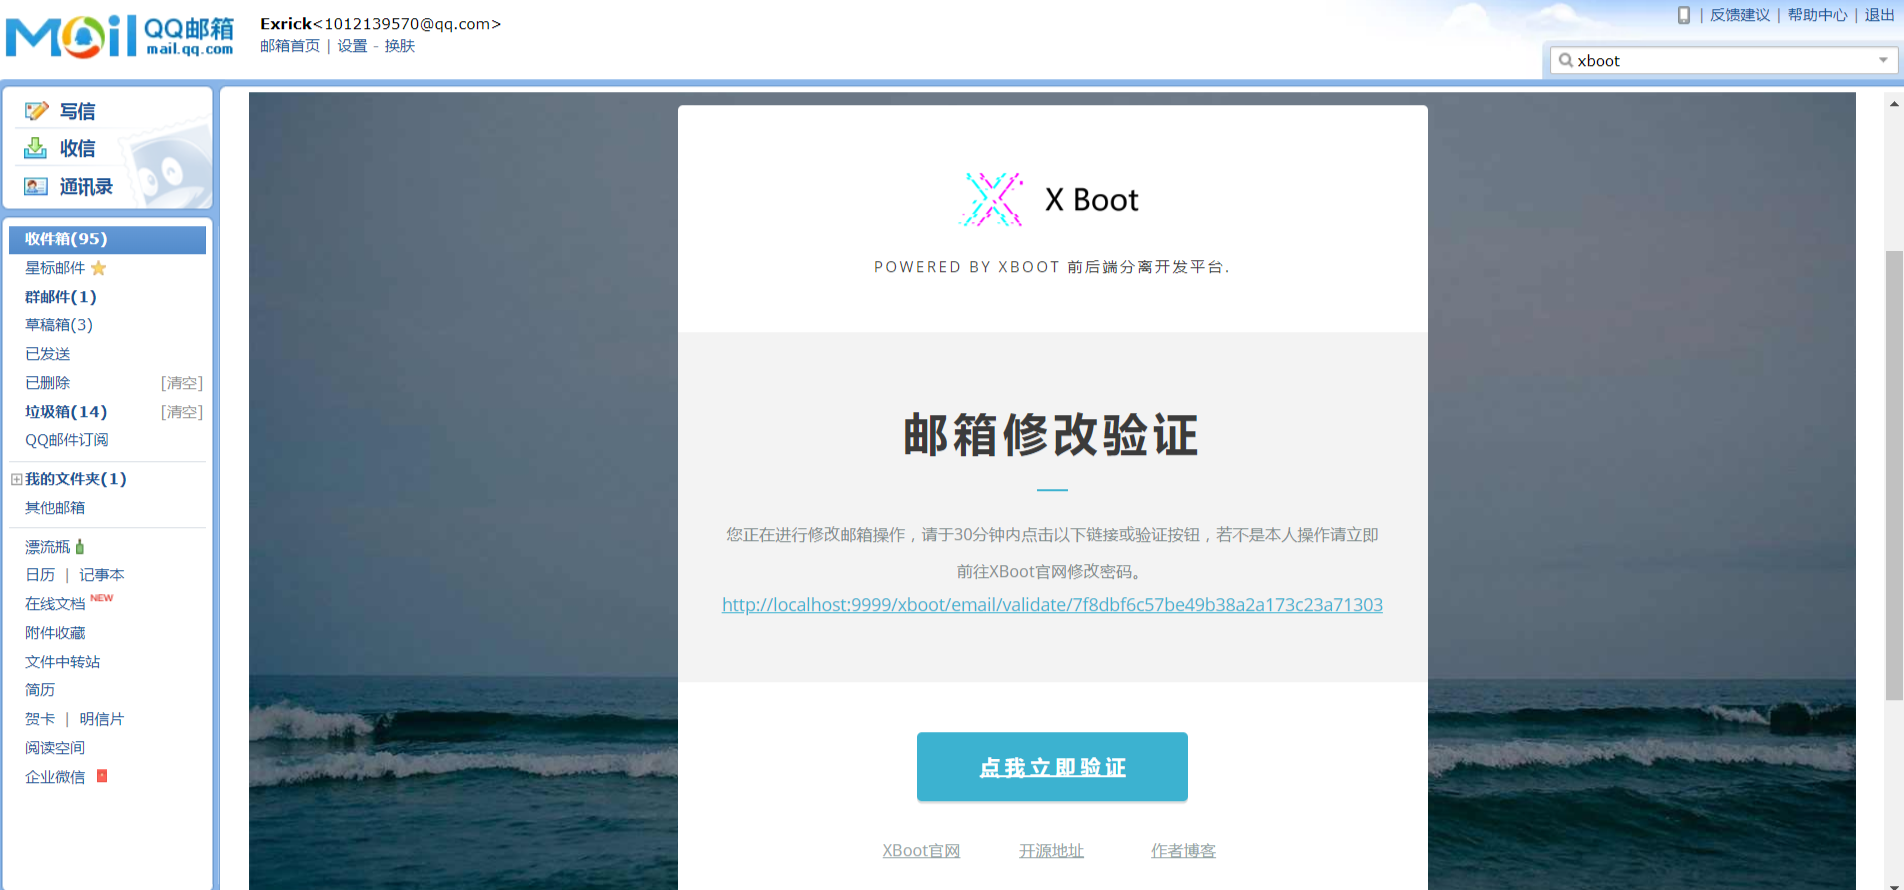 Mail QQ邮箱 mail.qq.com
Exrick<1012139570@qq.com>
邮箱首页 | 设置 - 换肤
| 反馈建议 | 帮助中心 | 退出
xboot
写信
收信
通讯录
收件箱(95)
星标邮件
群邮件(1)
草稿箱(3)
已发送
已删除 [清空]
垃圾箱(14) [清空]
QQ邮件订阅
我的文件夹(1)
其他邮箱
漂流瓶
日历 | 记事本
在线文档 NEW
附件收藏
文件中转站
简历
贺卡 | 明信片
阅读空间
企业微信
X Boot
POWERED BY XBOOT 前后端分离开发平台.
邮箱修改验证
您正在进行修改邮箱操作，请于30分钟内点击以下链接或验证按钮，若不是本人操作请立即
前往XBoot官网修改密码。
http://localhost:9999/xboot/email/validate/7f8dbf6c57be49b38a2a173c23a71303
点我立即验证
XBoot官网 开源地址 作者博客